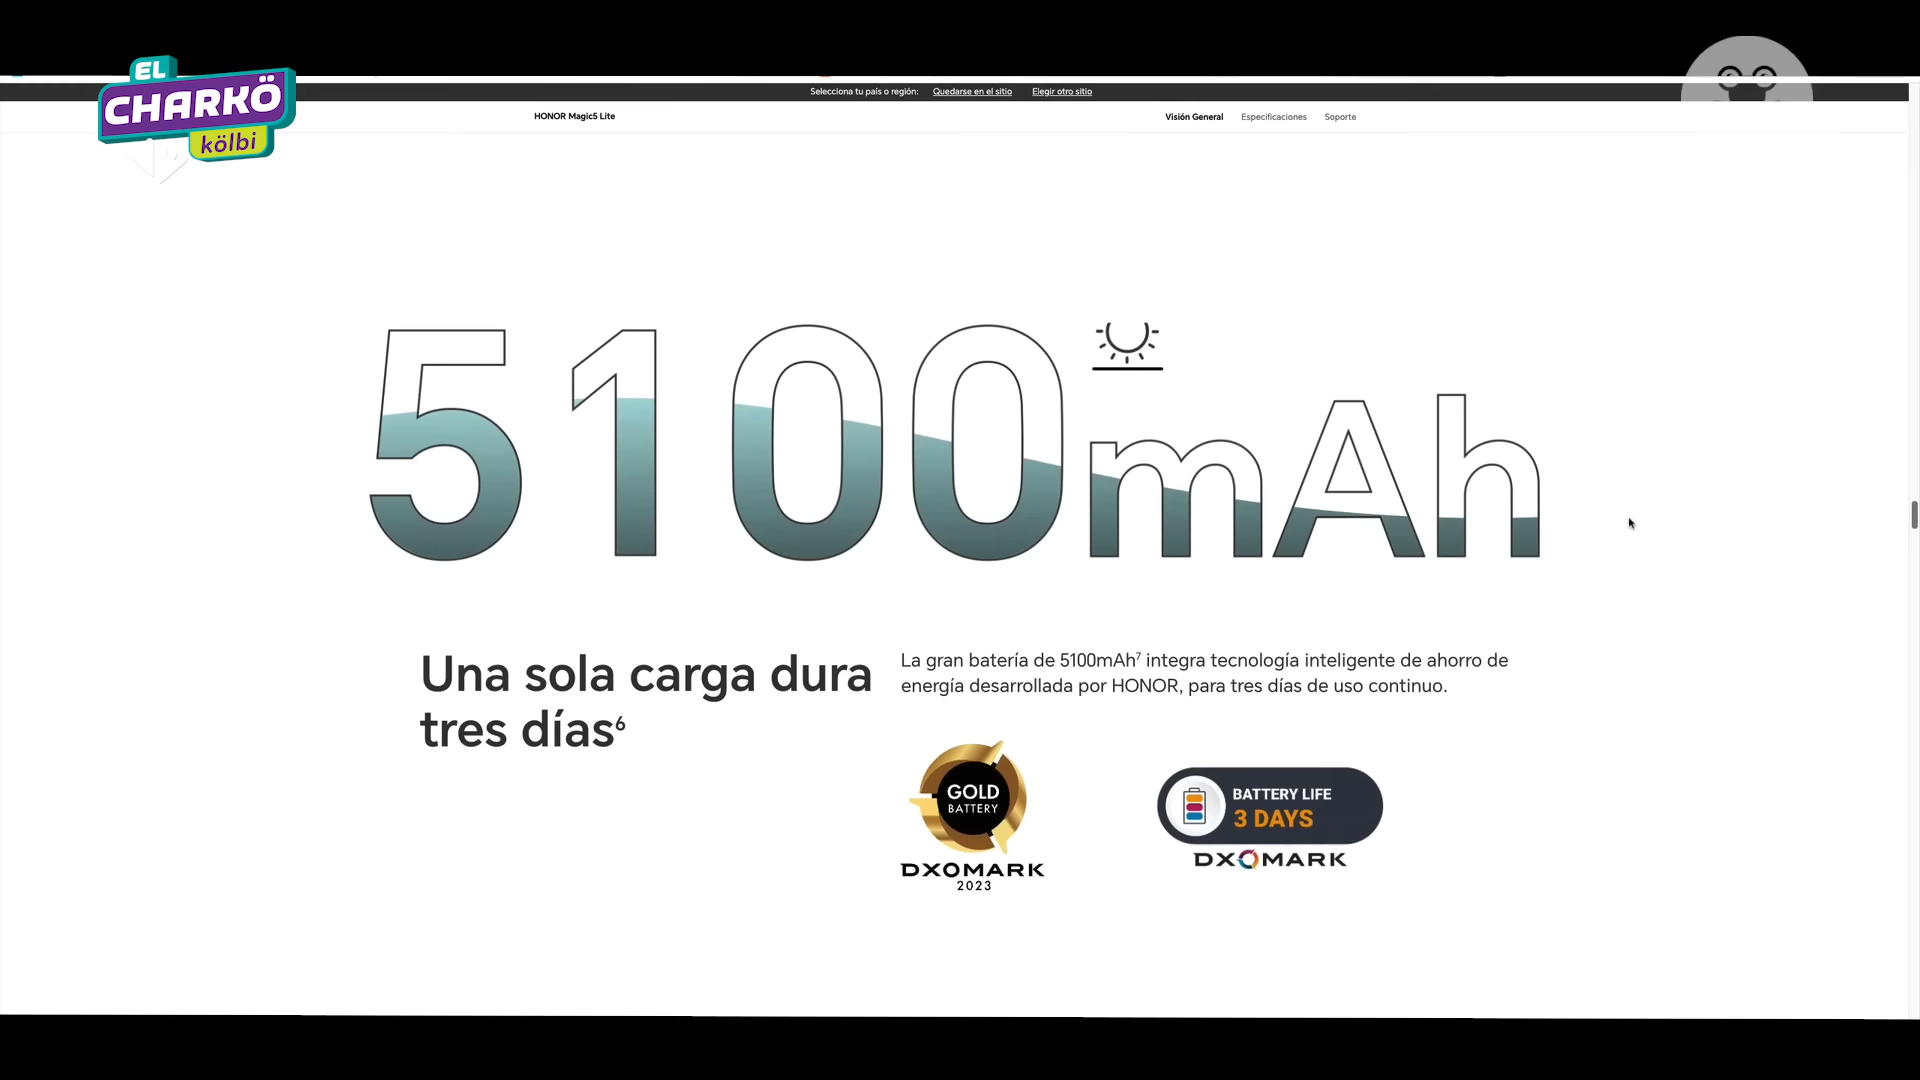 EL
CHARKÖ
kölbi
Selecciona tu país o región: Quedarse en el sitio Elegir otro sitio
HONOR Magic5 Lite
Visión General Especificaciones Soporte
5100mAh
Una sola carga dura
tres días⁶
La gran batería de 5100mAh⁷ integra tecnología inteligente de ahorro de
energía desarrollada por HONOR, para tres días de uso continuo.
GOLD
BATTERY
DXOMARK
2023
BATTERY LIFE
3 DAYS
DXOMARK